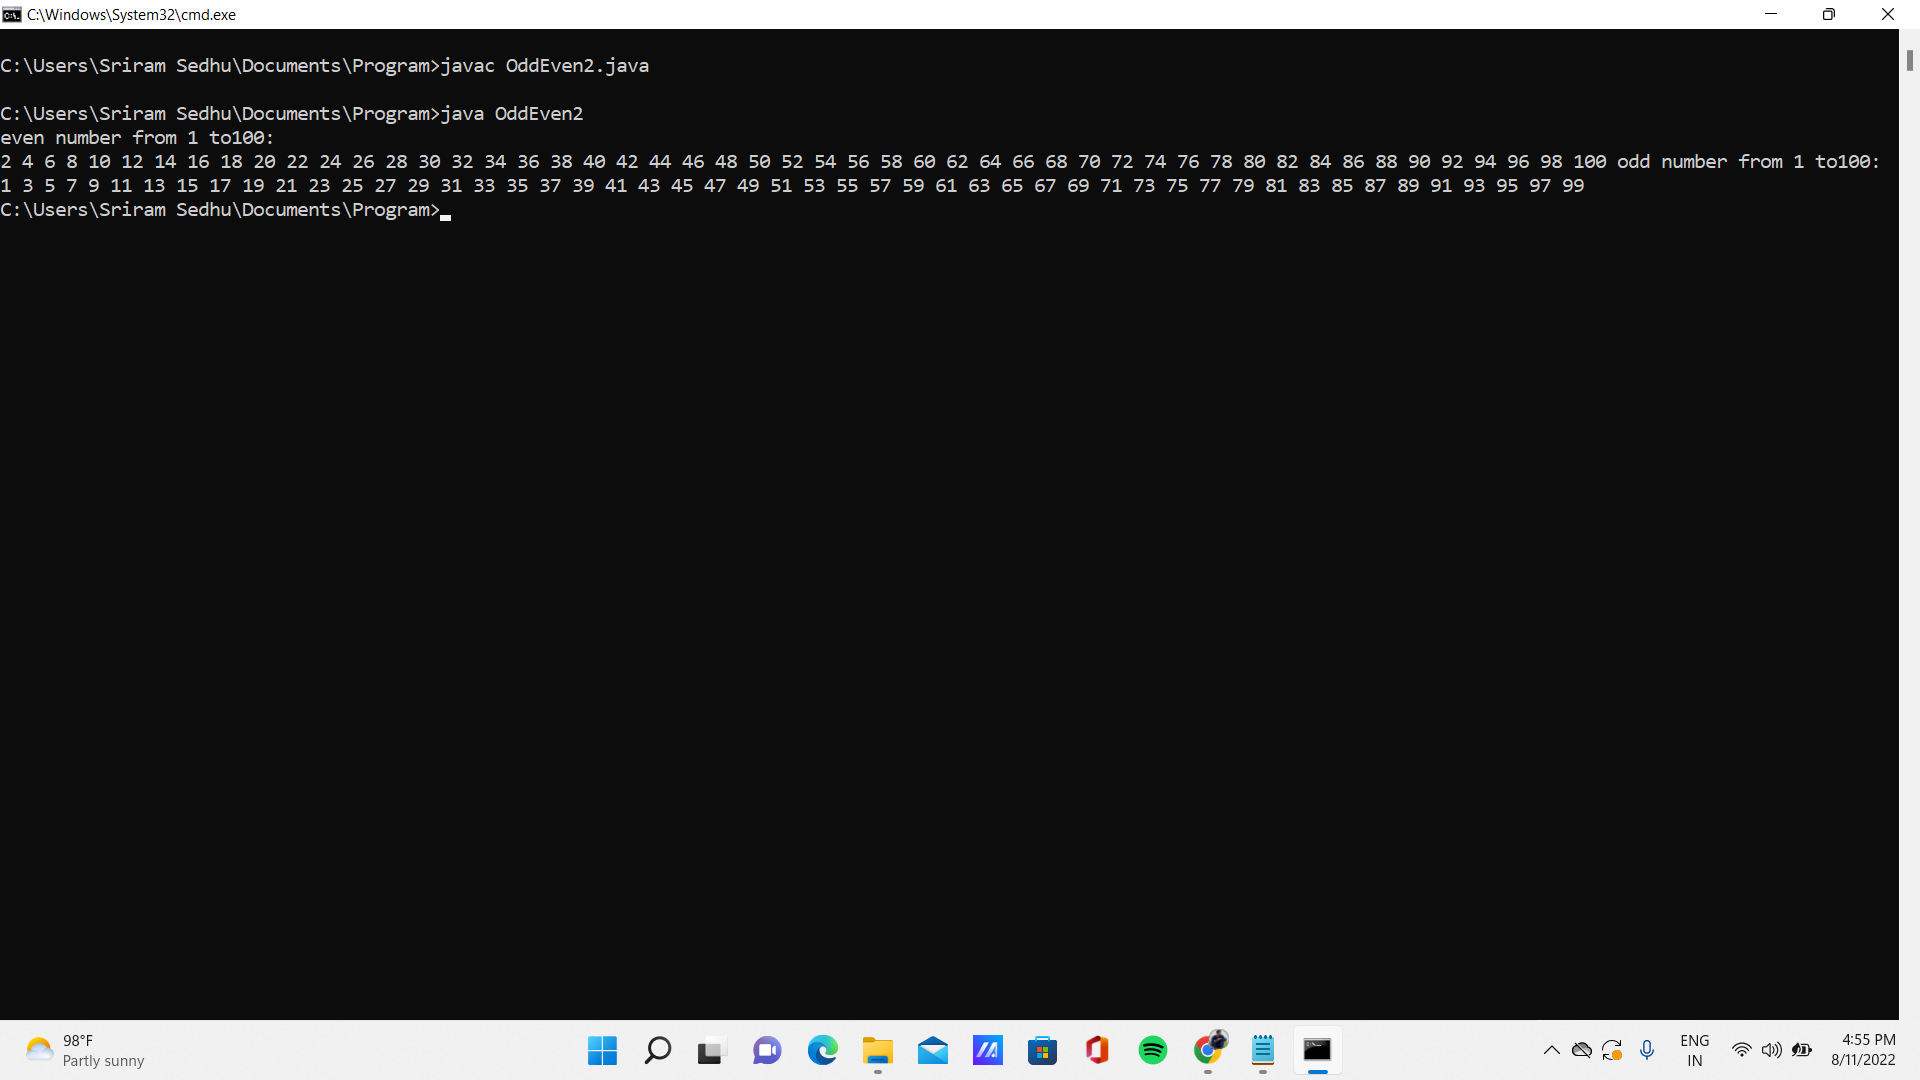 C:\Windows\System32\cmd.exe
C:\Users\Sriram Sedhu\Documents\Program>javac OddEven2.java
C:\Users\Sriram Sedhu\Documents\Program>java OddEven2
even number from 1 to100:
2 4 6 8 10 12 14 16 18 20 22 24 26 28 30 32 34 36 38 40 42 44 46 48 50 52 54 56 58 60 62 64 66 68 70 72 74 76 78 80 82 84 86 88 90 92 94 96 98 100 odd number from 1 to100:
1 3 5 7 9 11 13 15 17 19 21 23 25 27 29 31 33 35 37 39 41 43 45 47 49 51 53 55 57 59 61 63 65 67 69 71 73 75 77 79 81 83 85 87 89 91 93 95 97 99
C:\Users\Sriram Sedhu\Documents\Program>
98°F
Partly sunny
ENG
IN
4:55 PM
8/11/2022